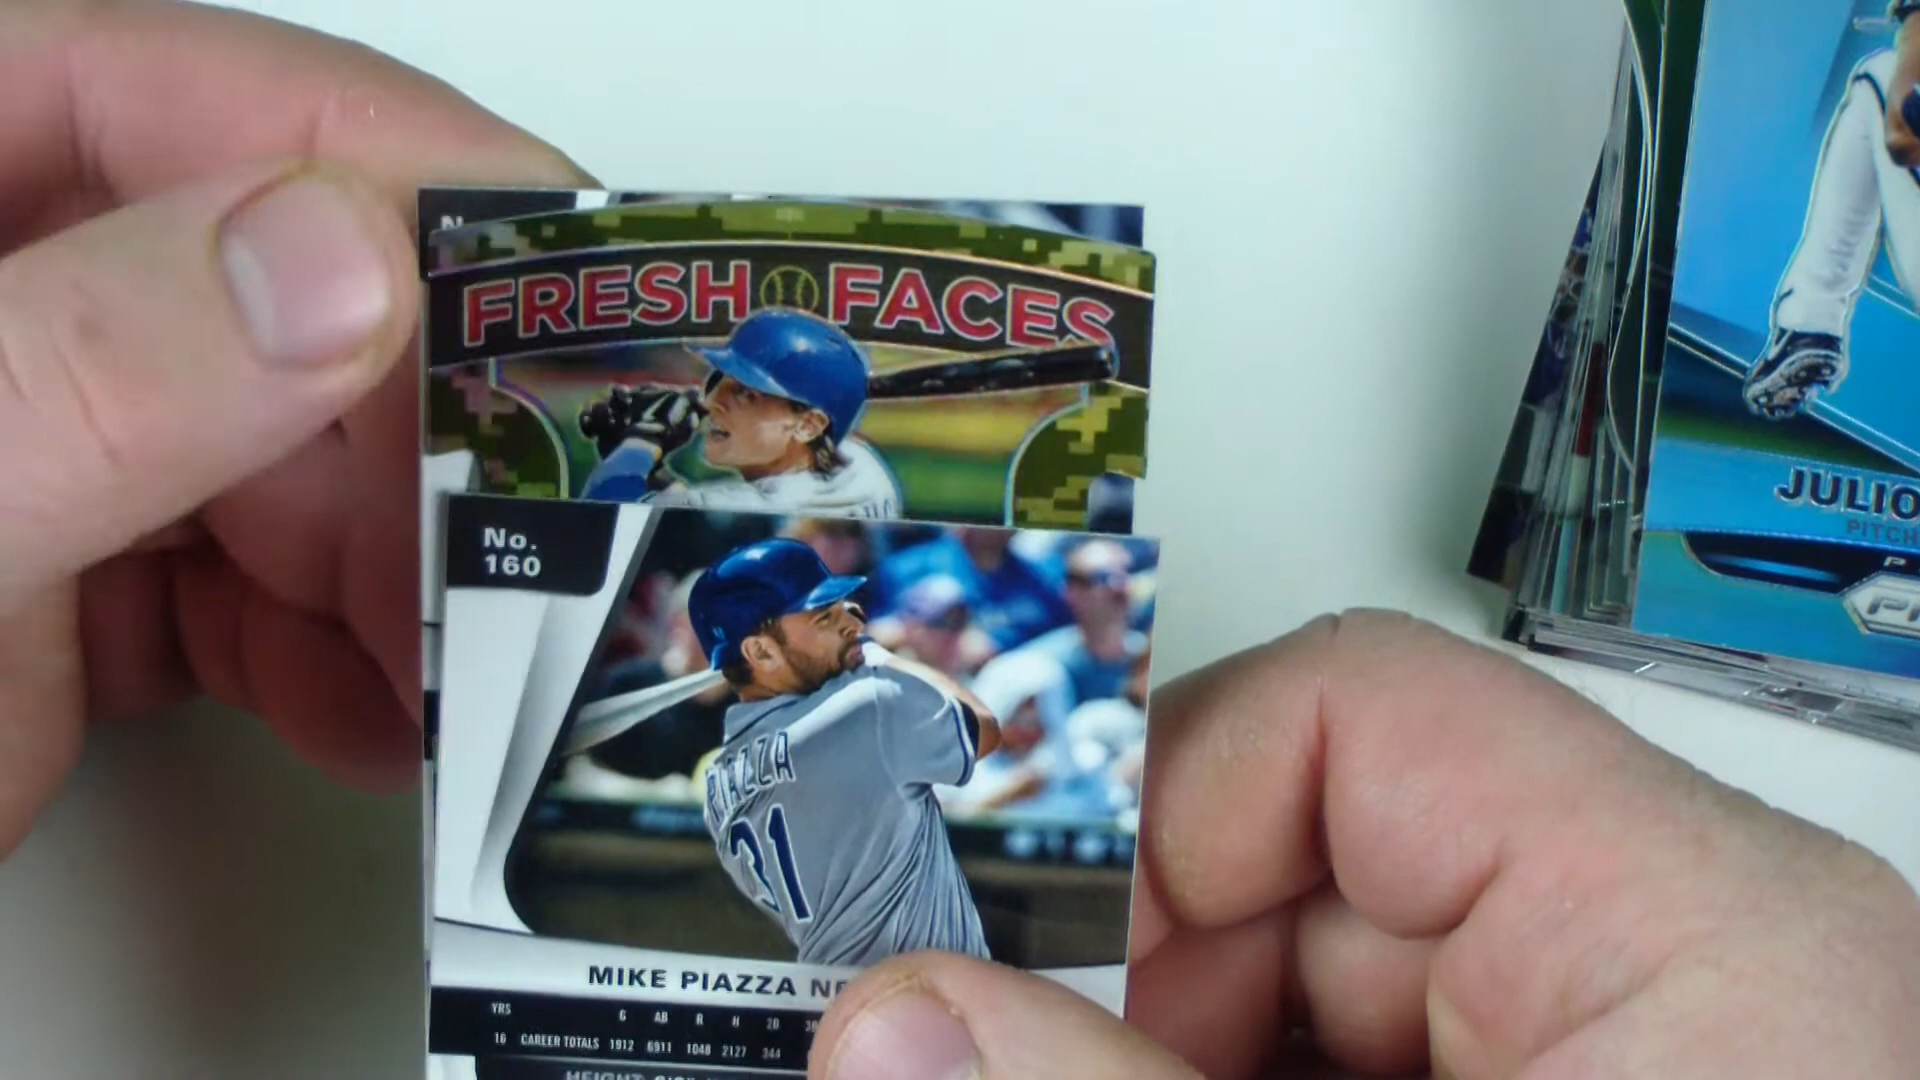 FRESH FACES
No.
160
PIAZZA
31
MIKE PIAZZA
YRS G AB R H 2B
16 CAREER TOTALS 1912 6911 1048 2127 344
JULIO